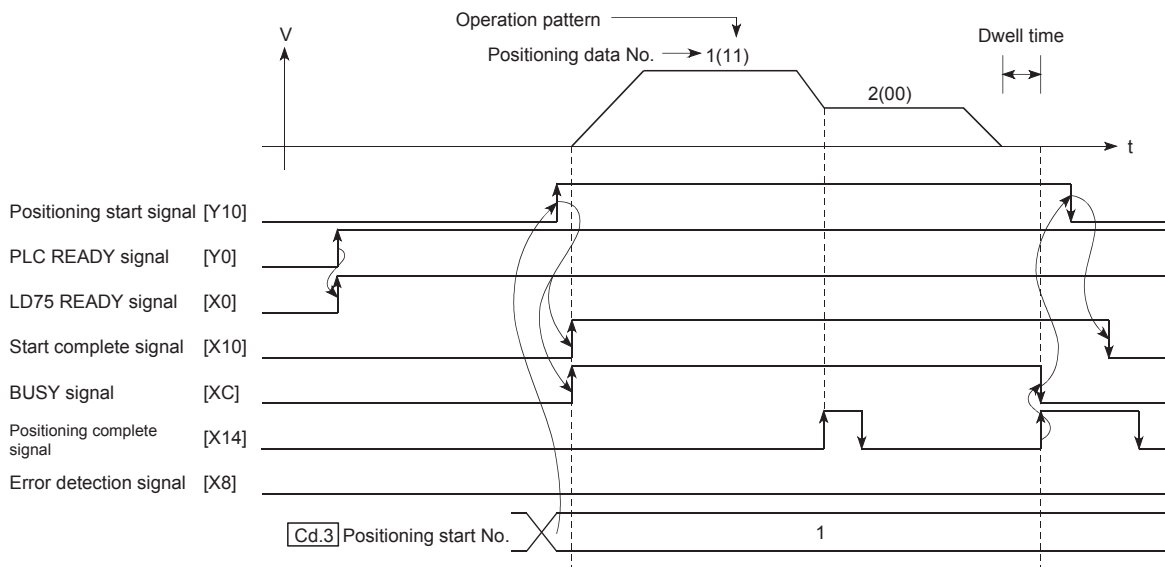 Operation pattern
V
Dwell time
Positioning data No.
1(11)
2(00)
t
Positioning start signal [Y10]
PLC READY signal [Y0]
LD75 READY signal [X0]
Start complete signal [X10]
BUSY signal [XC]
Positioning complete
signal
[X14]
Error detection signal [X8]
Cd.3 Positioning start No.
1